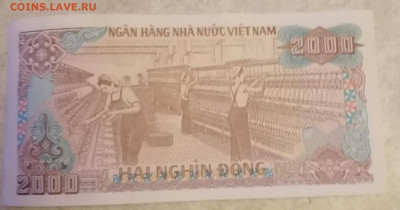 COINS.LAVE.RU
NGÂN HÀNG NHÀ NƯỚC VIỆT NAM
2000
HAI NGHÌN ĐỒNG
2000